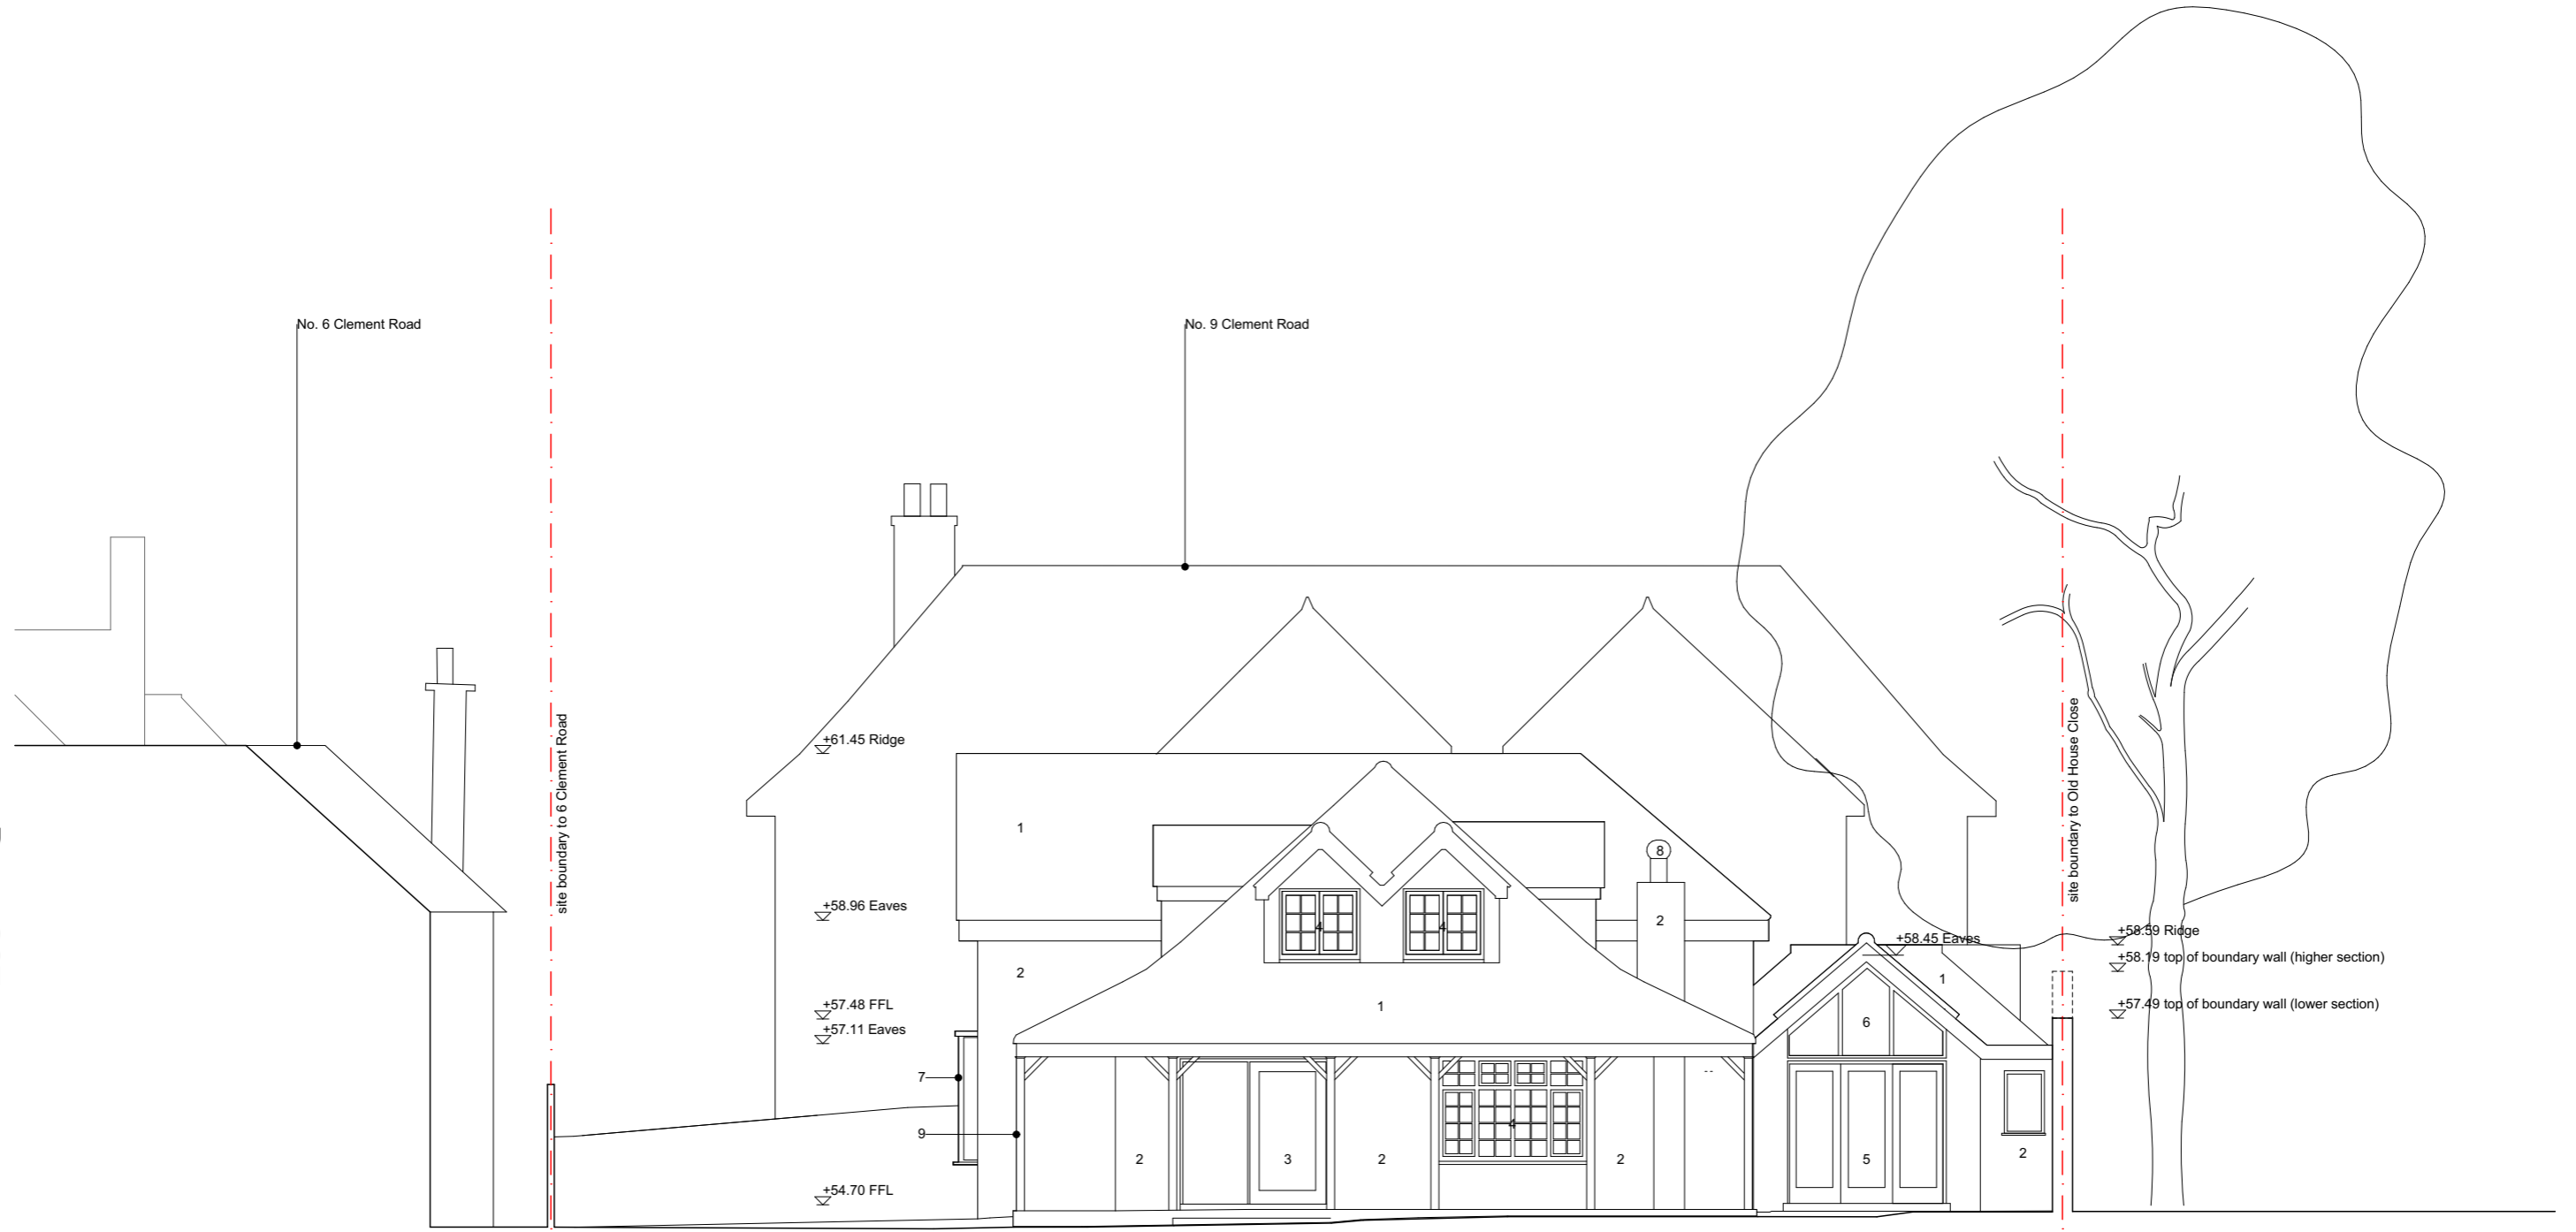 No. 6 Clement Road
No. 9 Clement Road
site boundary to 6 Clement Road
site boundary to Old House Close
+61.45 Ridge
+58.96 Eaves
+57.48 FFL
+57.11 Eaves
+54.70 FFL
+58.45 Eaves
+58.59 Ridge
+58.19 top of boundary wall (higher section)
+57.49 top of boundary wall (lower section)
1
8
2
4
4
2
1
1
6
7
9
4
2
3
2
2
5
2